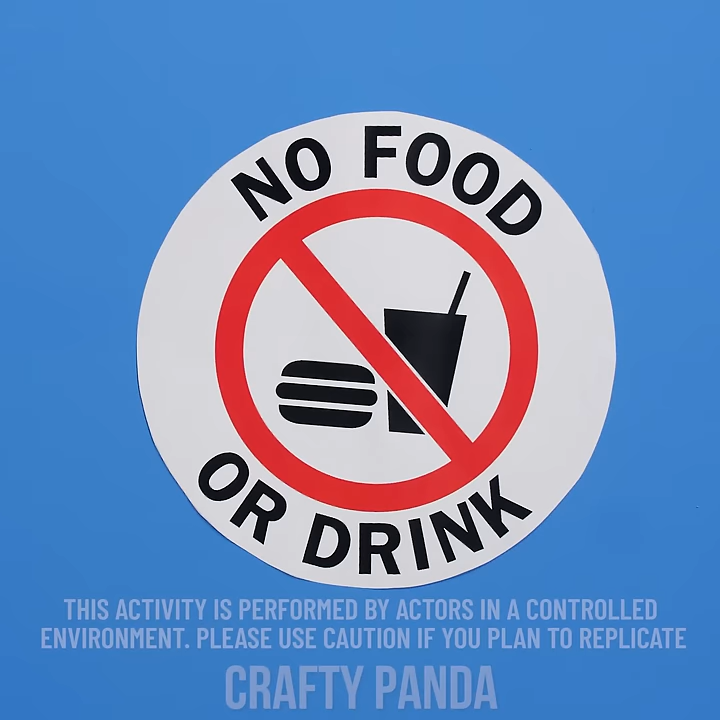 NO FOOD
OR DRINK
THIS ACTIVITY IS PERFORMED BY ACTORS IN A CONTROLLED
ENVIRONMENT. PLEASE USE CAUTION IF YOU PLAN TO REPLICATE
CRAFTY PANDA